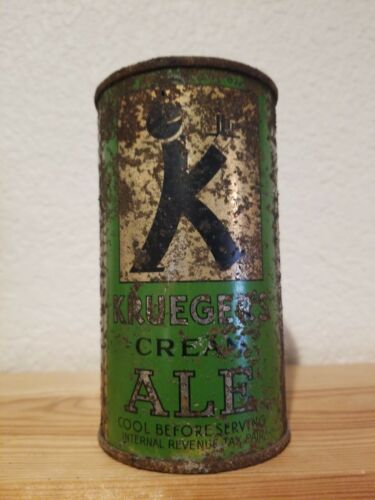 K
KRUEGER'S
CREAM
ALE
COOL BEFORE SERVING
INTERNAL REVENUE TAX PAID